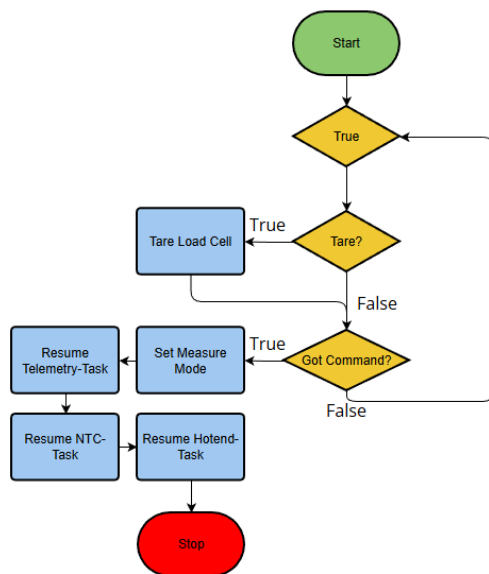 Start
True
Tare?
True
Tare Load Cell
False
Got Command?
True
False
Set Measure
Mode
Resume
Telemetry-Task
Resume NTC-
Task
Resume Hotend-
Task
Stop